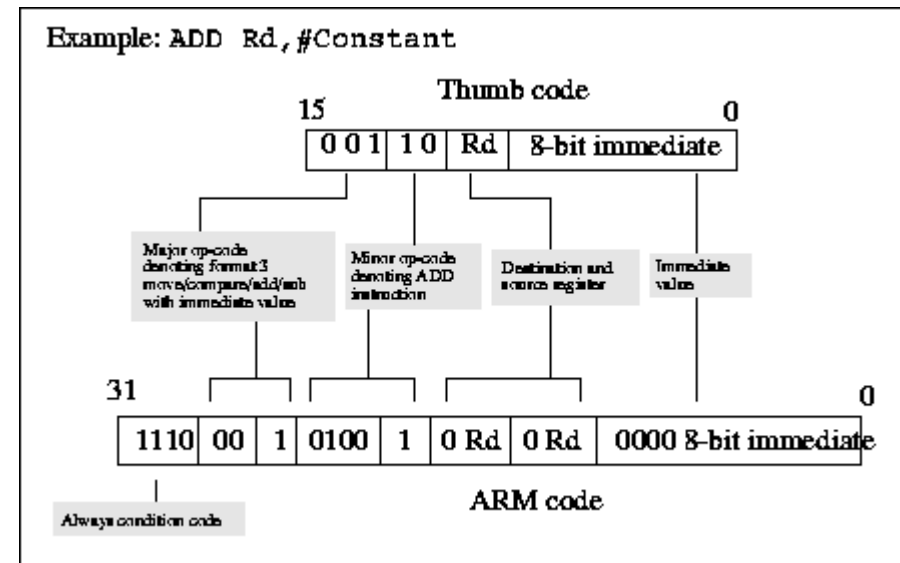 Example: ADD Rd,#Constant
Thumb code
15 0
0 0 1 1 0 Rd 8-bit immediate
Major op-code
denoting format 3
move/compare/add/sub
with immediate value
Minor op-code
denoting ADD
instruction
Destination and
source register
Immediate
value
31 0
1110 00 1 0100 1 0 Rd 0 Rd 0000 8-bit immediate
Always condition code
ARM code